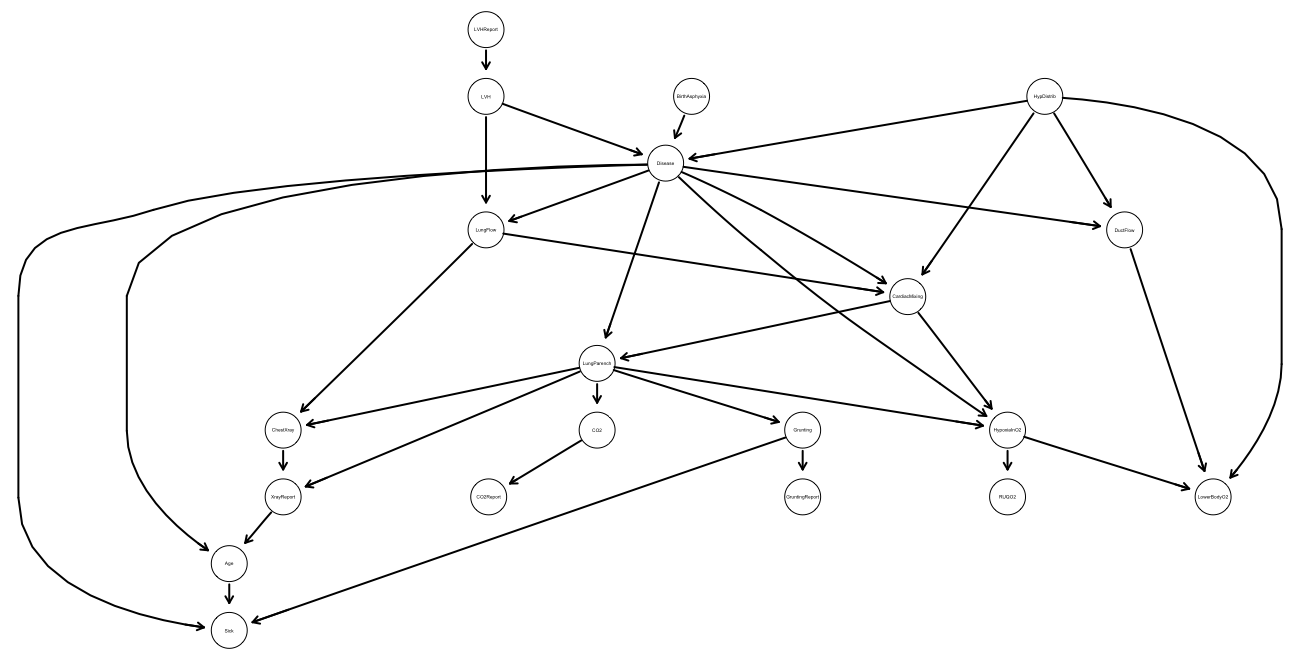 LVHReport
LVH
BirthAsphyxia
HypDistrib
Disease
LungFlow
DuctFlow
CardiacMixing
LungParench
ChestXray
CO2
Grunting
HypoxiaInO2
XrayReport
CO2Report
GruntingReport
RUQO2
LowerBodyO2
Age
Sick